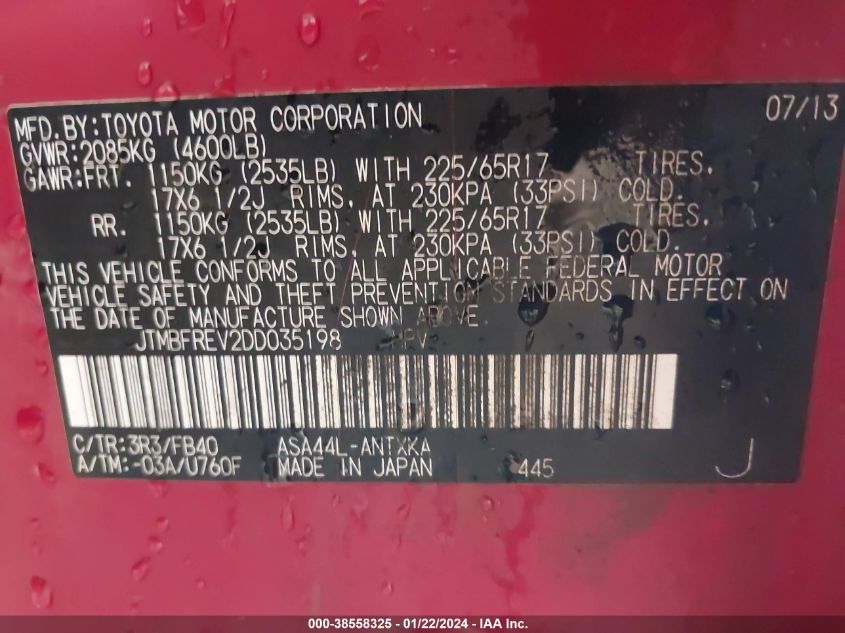 MFD.BY:TOYOTA MOTOR CORPORATION 07/13
GVWR:2085KG (4600LB)
GAWR:FRT. 1150KG (2535LB) WITH 225/65R17 TIRES.
17X6 1/2J RIMS, AT 230KPA (33PSI) COLD.
RR. 1150KG (2535LB) WITH 225/65R17 TIRES.
17X6 1/2J RIMS, AT 230KPA (33PSI) COLD.
THIS VEHICLE CONFORMS TO ALL APPLICABLE FEDERAL MOTOR
VEHICLE SAFETY AND THEFT PREVENTION STANDARDS IN EFFECT ON
THE DATE OF MANUFACTURE SHOWN ABOVE.
JTMBFREV2DD035198
C/TR:3R3/FB40 ASA44L-ANTXKA
A/TM:-03A/U760F MADE IN JAPAN 445 J
000-38558325 - 01/22/2024 - IAA Inc.